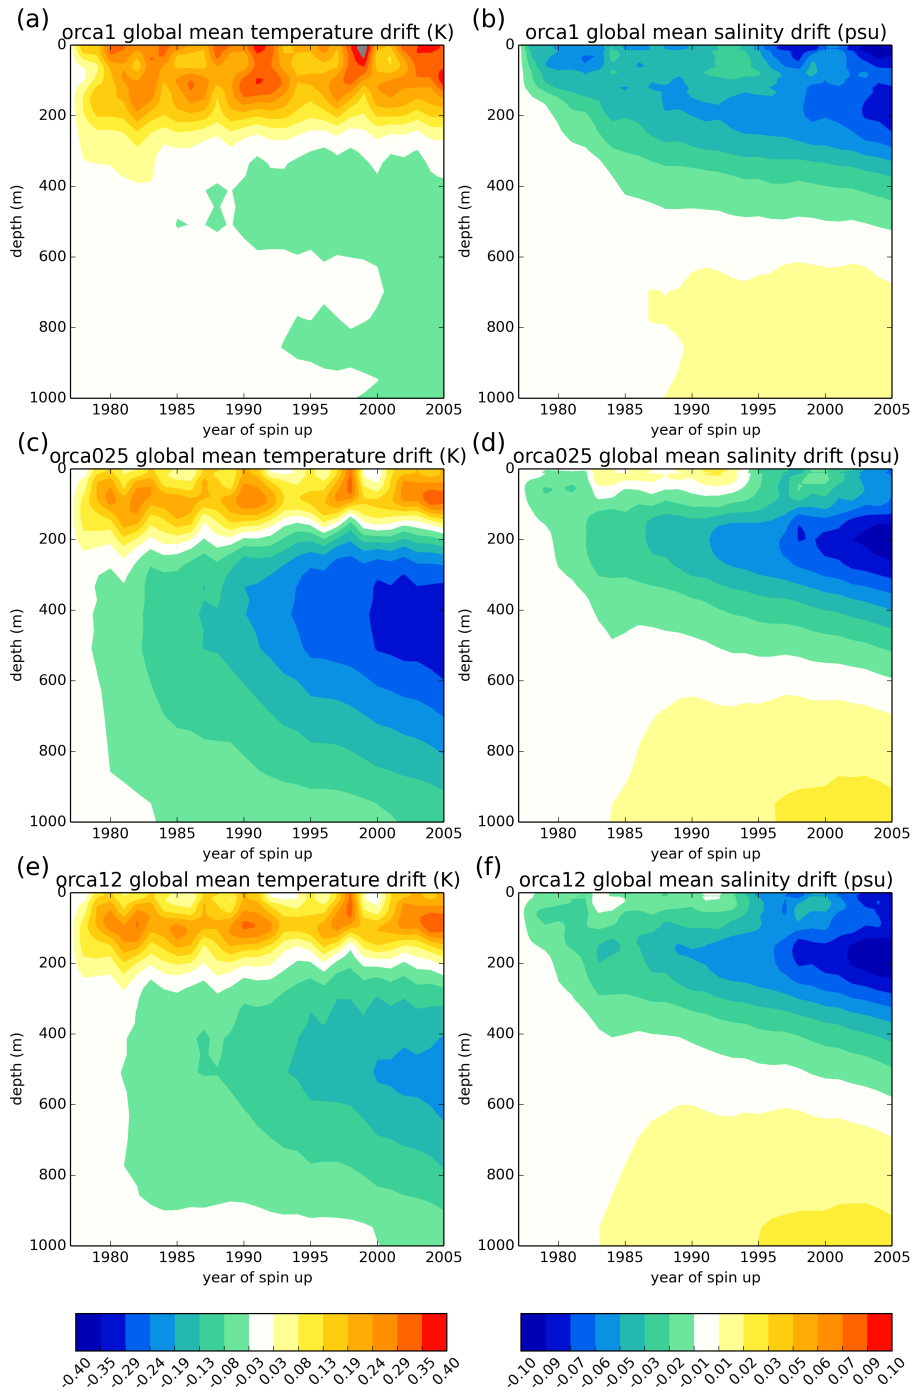 (a)
orca1 global mean temperature drift (K)
0
200
400
600
800
1000
depth (m)
1980 1985 1990 1995 2000 2005
year of spin up
(b)
orca1 global mean salinity drift (psu)
0
200
400
600
800
1000
depth (m)
1980 1985 1990 1995 2000 2005
year of spin up
(c)
orca025 global mean temperature drift (K)
0
200
400
600
800
1000
depth (m)
1980 1985 1990 1995 2000 2005
year of spin up
(d)
orca025 global mean salinity drift (psu)
0
200
400
600
800
1000
depth (m)
1980 1985 1990 1995 2000 2005
year of spin up
(e)
orca12 global mean temperature drift (K)
0
200
400
600
800
1000
depth (m)
1980 1985 1990 1995 2000 2005
year of spin up
(f)
orca12 global mean salinity drift (psu)
0
200
400
600
800
1000
depth (m)
1980 1985 1990 1995 2000 2005
year of spin up
-0.40 -0.35 -0.29 -0.24 -0.19 -0.13 -0.08 -0.03 0.03 0.13 0.19 0.24 0.29 0.35 0.40
-0.10 -0.09 -0.07 -0.06 -0.05 -0.03 -0.02 -0.01 0.01 0.02 0.03 0.05 0.06 0.07 0.09 0.10